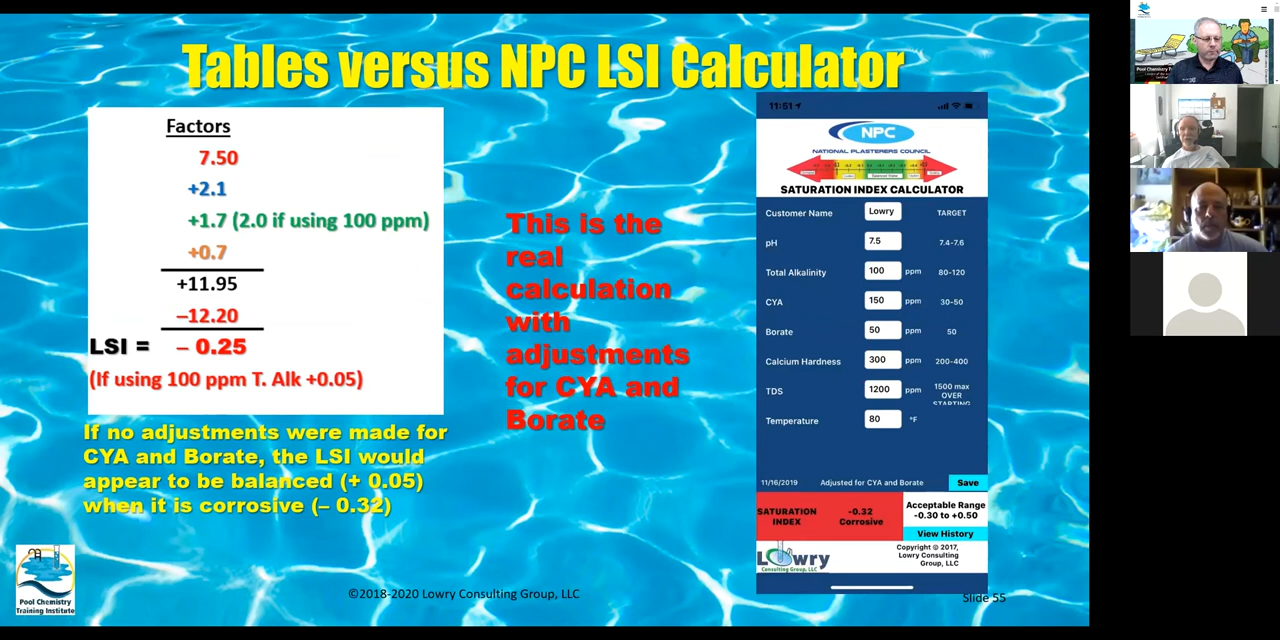 Tables versus NPC LSI Calculator
Factors
7.50
+2.1
+1.7 (2.0 if using 100 ppm)
+0.7
+11.95
–12.20
LSI = – 0.25
(If using 100 ppm T. Alk +0.05)
If no adjustments were made for
CYA and Borate, the LSI would
appear to be balanced (+ 0.05)
when it is corrosive (– 0.32)
This is the
real
calculation
with
adjustments
for CYA and
Borate
11:51
NPC
NATIONAL PLASTERERS COUNCIL
SATURATION INDEX CALCULATOR
Customer Name Lowry TARGET
pH 7.5 7.4-7.6
Total Alkalinity 100 ppm 80-120
CYA 150 ppm 30-50
Borate 50 ppm 50
Calcium Hardness 300 ppm 200-400
TDS 1200 ppm 1500 max
OVER
STARTING
Temperature 80 °F
11/16/2019 Adjusted for CYA and Borate Save
SATURATION
INDEX
-0.32
Corrosive
Acceptable Range
-0.30 to +0.50
View History
Lowry
Consulting Group, LLC
Copyright © 2017,
Lowry Consulting
Group, LLC
Pool Chemistry
Training Institute
©2018-2020 Lowry Consulting Group, LLC
Slide 55